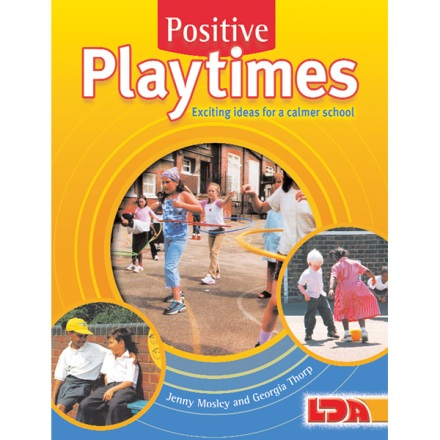 Positive
Playtimes
Exciting ideas for a calmer school
Jenny Mosley and Georgia Thorp
LDA